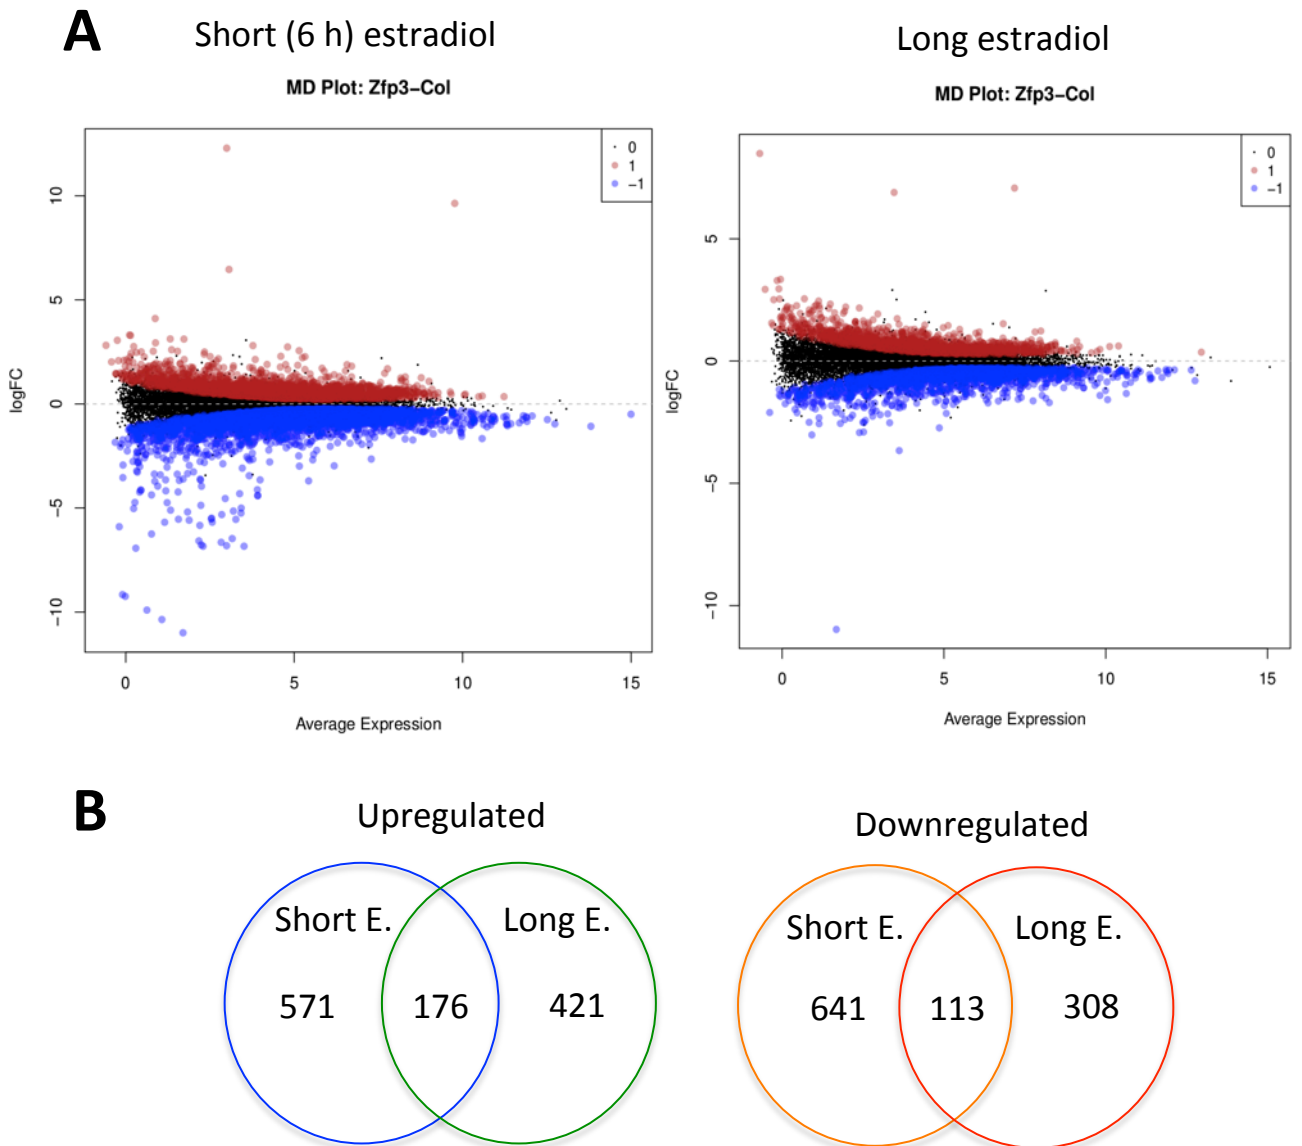 A
Short (6 h) estradiol
MD Plot: Zfp3−Col
0
1
−1
10
5
0
−5
−10
logFC
0
5
10
15
Average Expression
Long estradiol
MD Plot: Zfp3−Col
0
1
−1
5
0
−5
−10
logFC
0
5
10
15
Average Expression
B
Upregulated
Short E.
Long E.
571
176
421
Downregulated
Short E.
Long E.
641
113
308